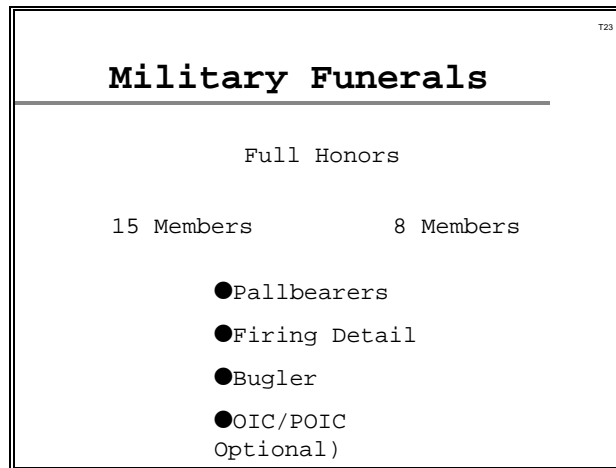 T23
Military Funerals
Full Honors
15 Members 8 Members
●Pallbearers
●Firing Detail
●Bugler
●OIC/POIC
Optional)